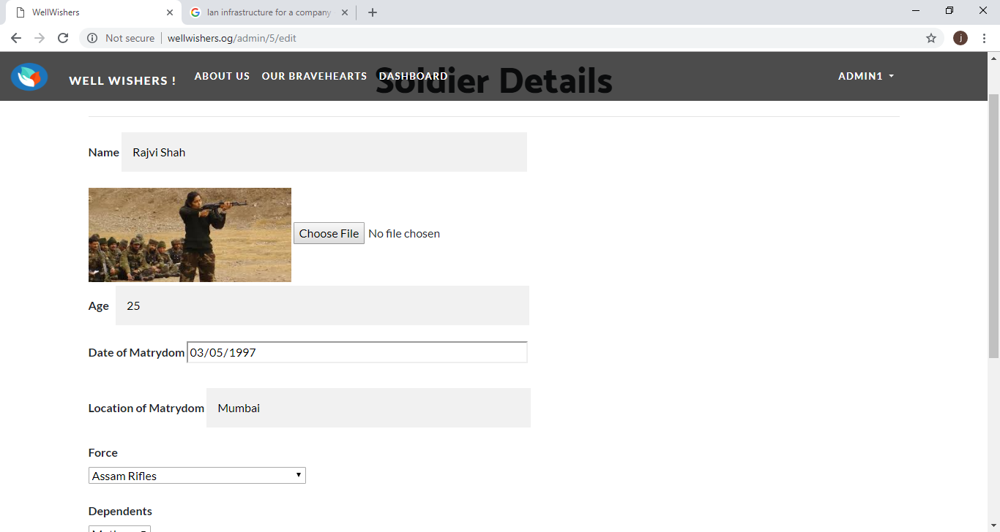 WellWishers
lan infrastructure for a company
Not secure
wellwishers.og/admin/5/edit
j
WELL WISHERS !
ABOUT US
OUR BRAVEHEARTS
DASHBOARD
ADMIN1
Soldier Details
Name
Rajvi Shah
Choose File
No file chosen
Age
25
Date of Matrydom
03/05/1997
Location of Matrydom
Mumbai
Force
Assam Rifles
Dependents